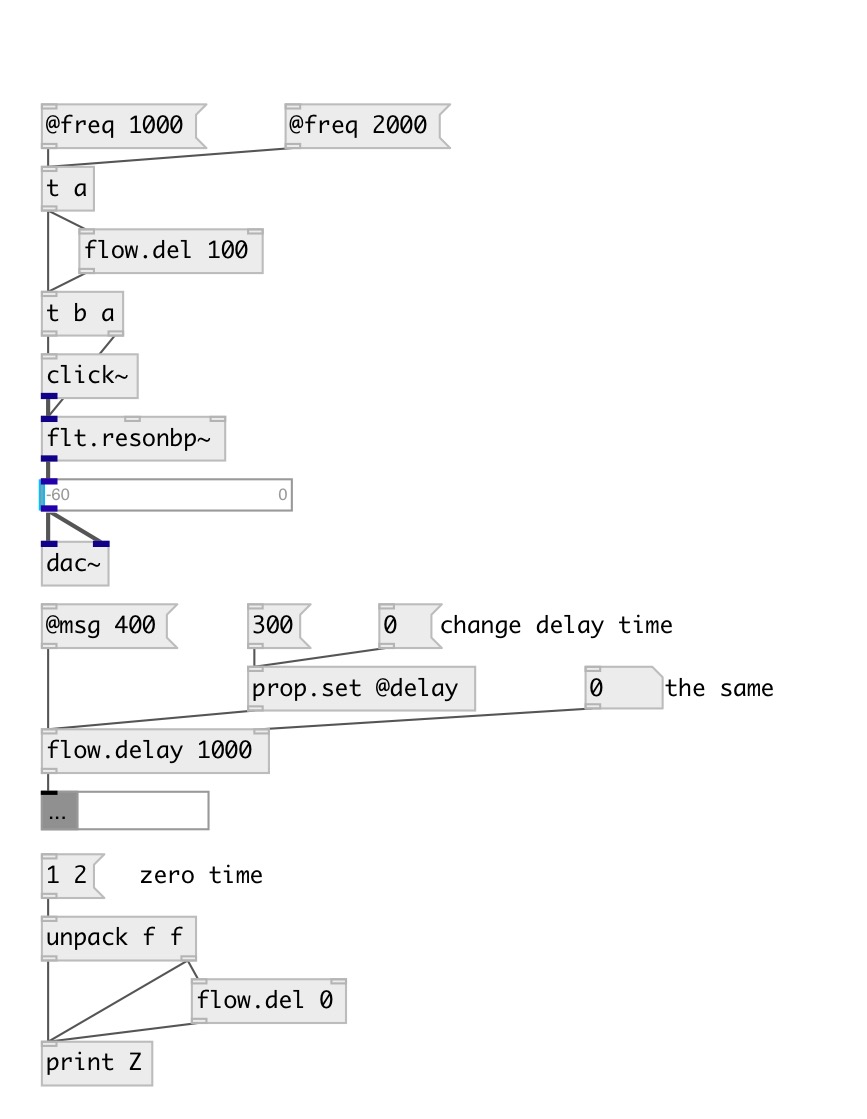 @freq 1000 @freq 2000
t a
flow.del 100
t b a
click~
flt.resonbp~
-60 0
dac~
@msg 400 300 0 change delay time
prop.set @delay 0 the same
flow.delay 1000
...
1 2 zero time
unpack f f
flow.del 0
print Z